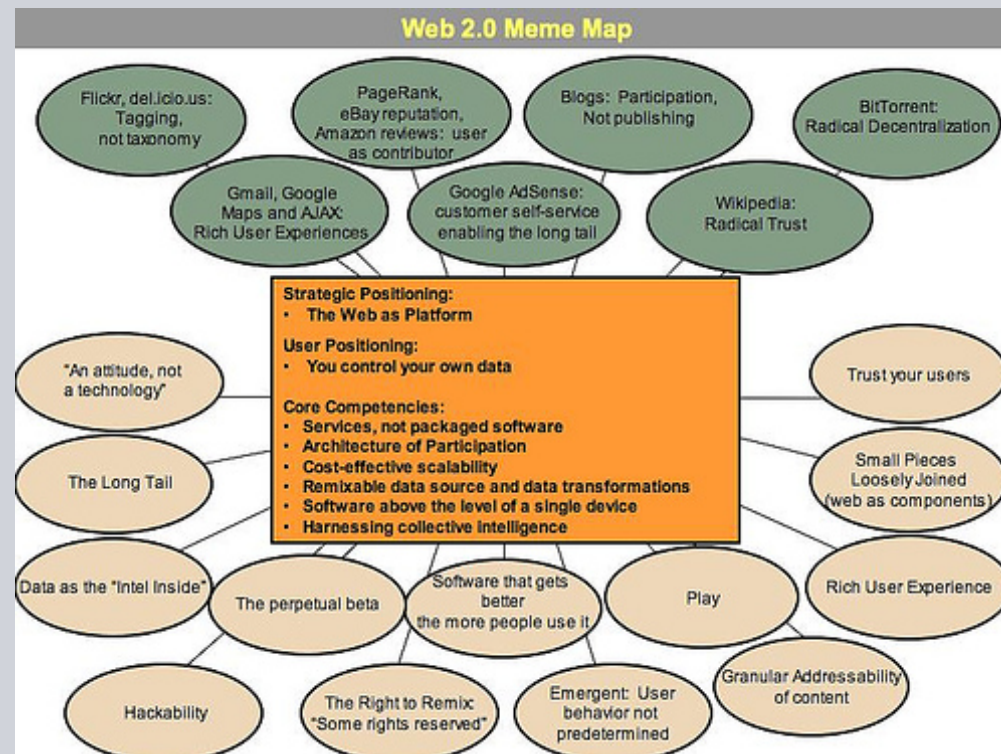 Web 2.0 Meme Map
Flickr, del.icio.us:
Tagging,
not taxonomy
PageRank,
eBay reputation,
Amazon reviews: user
as contributor
Blogs: Participation,
Not publishing
BitTorrent:
Radical Decentralization
Gmail, Google
Maps and AJAX:
Rich User Experiences
Google AdSense:
customer self-service
enabling the long tail
Wikipedia:
Radical Trust
Strategic Positioning:
• The Web as Platform
User Positioning:
• You control your own data
Core Competencies:
• Services, not packaged software
• Architecture of Participation
• Cost-effective scalability
• Remixable data source and data transformations
• Software above the level of a single device
• Harnessing collective intelligence
"An attitude, not
a technology"
Trust your users
The Long Tail
Small Pieces
Loosely Joined
(web as components)
Data as the "Intel Inside"
The perpetual beta
Software that gets
better
the more people use it
Play
Rich User Experience
Hackability
The Right to Remix:
"Some rights reserved"
Emergent: User
behavior not
predetermined
Granular Addressability
of content